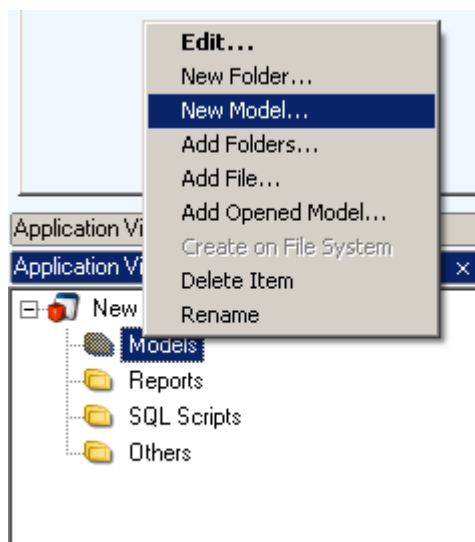 Edit...
New Folder...
New Model...
Add Folders...
Add File...
Add Opened Model...
Create on File System
Delete Item
Rename
Application Vi
Application Vi
New
Models
Reports
SQL Scripts
Others